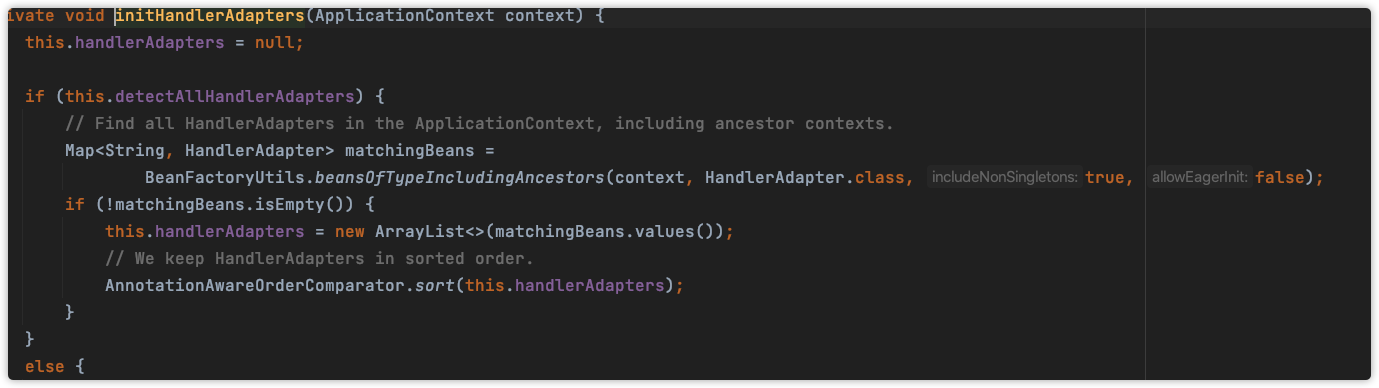 ivate void initHandlerAdapters(ApplicationContext context) {
this.handlerAdapters = null;
if (this.detectAllHandlerAdapters) {
// Find all HandlerAdapters in the ApplicationContext, including ancestor contexts.
Map<String, HandlerAdapter> matchingBeans =
BeanFactoryUtils.beansOfTypeIncludingAncestors(context, HandlerAdapter.class, includeNonSingletons: true, allowEagerInit: false);
if (!matchingBeans.isEmpty()) {
this.handlerAdapters = new ArrayList<>(matchingBeans.values());
// We keep HandlerAdapters in sorted order.
AnnotationAwareOrderComparator.sort(this.handlerAdapters);
}
}
else {